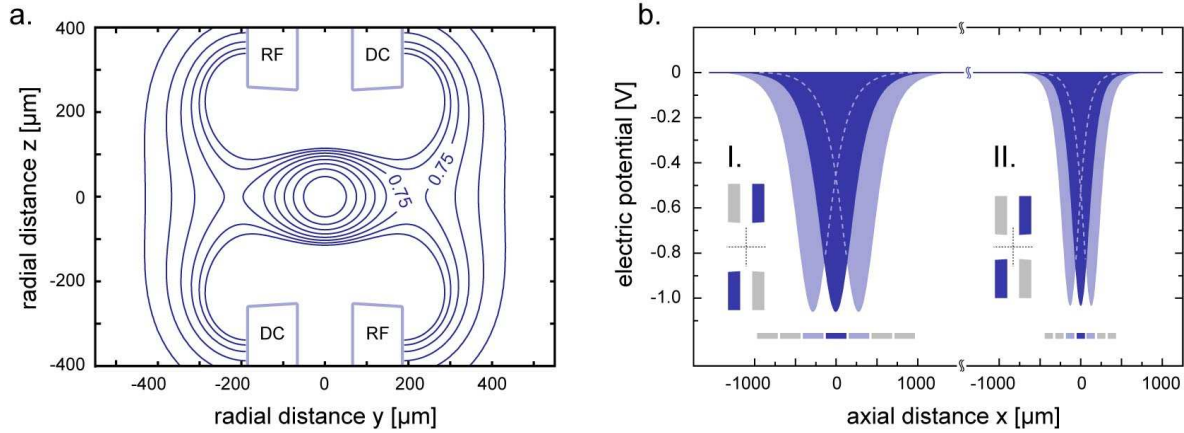 a.
400
200
0
-200
-400
radial distance z [µm]
-400 -200 0 200 400
radial distance y [µm]
RF
DC
0.75
0.75
DC
RF
b.
0
-0.2
-0.4
-0.6
-0.8
-1.0
electric potential [V]
I.
II.
-1000 0 1000 -1000 0 1000
axial distance x [µm]